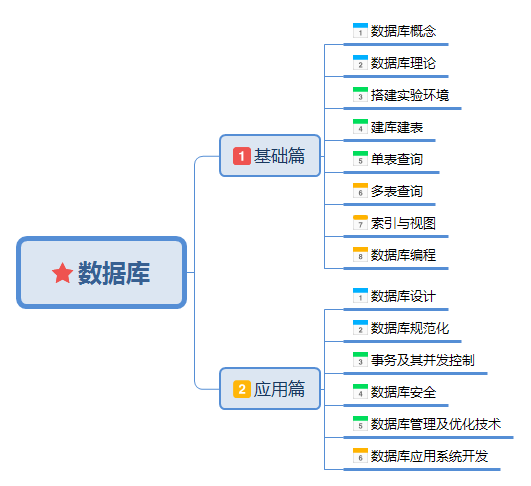 数据库
1 基础篇
1 数据库概念
2 数据库理论
3 搭建实验环境
4 建库建表
5 单表查询
6 多表查询
7 索引与视图
8 数据库编程
2 应用篇
1 数据库设计
2 数据库规范化
3 事务及其并发控制
4 数据库安全
5 数据库管理及优化技术
6 数据库应用系统开发